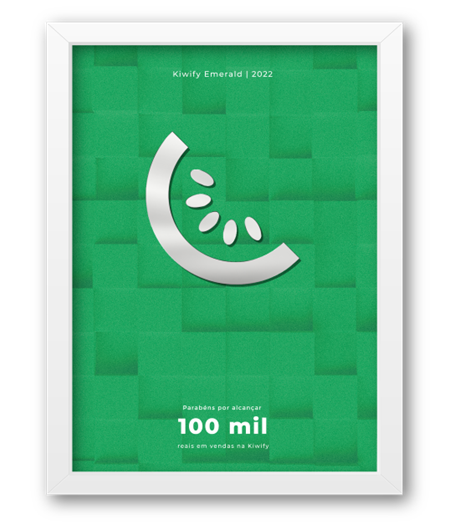 Kiwify Emerald | 2022
Parabéns por alcançar
100 mil
reais em vendas na Kiwify